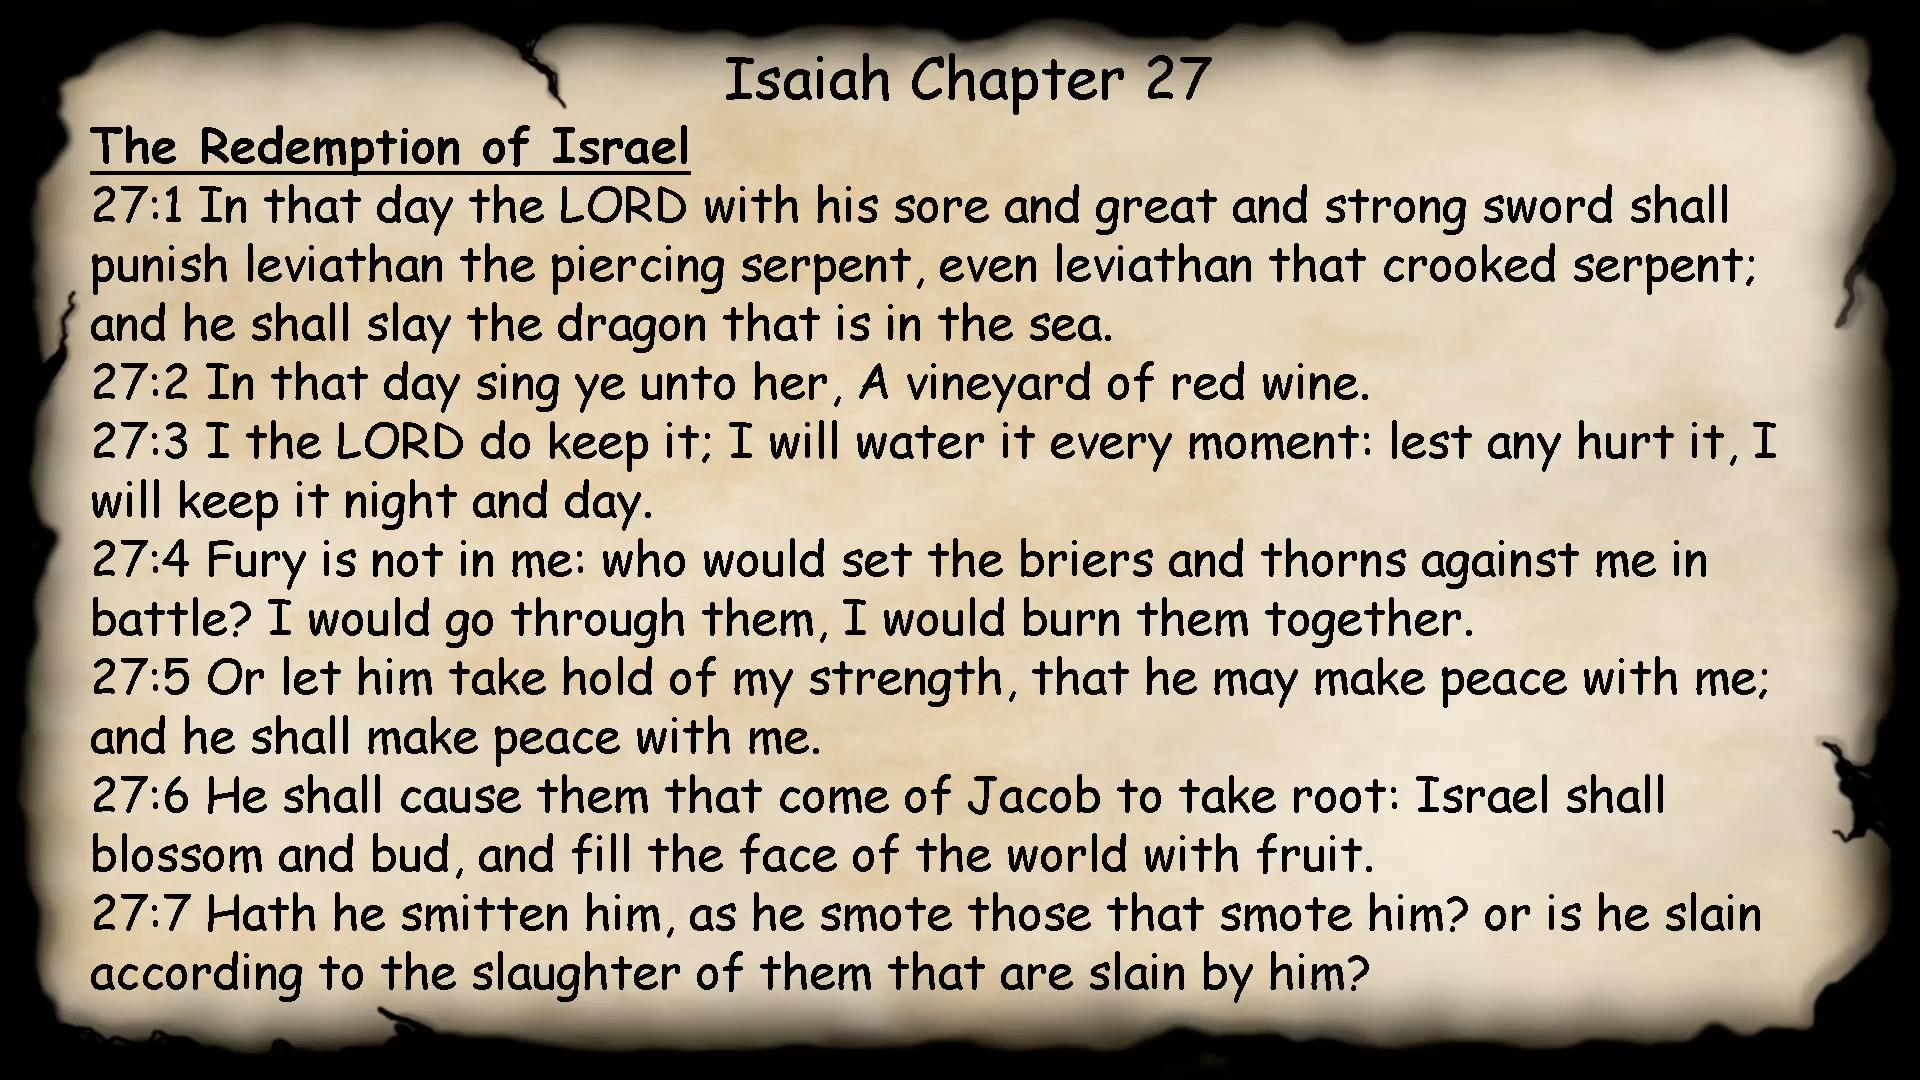 Isaiah Chapter 27
The Redemption of Israel
27:1 In that day the LORD with his sore and great and strong sword shall
punish leviathan the piercing serpent, even leviathan that crooked serpent;
and he shall slay the dragon that is in the sea.
27:2 In that day sing ye unto her, A vineyard of red wine.
27:3 I the LORD do keep it; I will water it every moment: lest any hurt it, I
will keep it night and day.
27:4 Fury is not in me: who would set the briers and thorns against me in
battle? I would go through them, I would burn them together.
27:5 Or let him take hold of my strength, that he may make peace with me;
and he shall make peace with me.
27:6 He shall cause them that come of Jacob to take root: Israel shall
blossom and bud, and fill the face of the world with fruit.
27:7 Hath he smitten him, as he smote those that smote him? or is he slain
according to the slaughter of them that are slain by him?